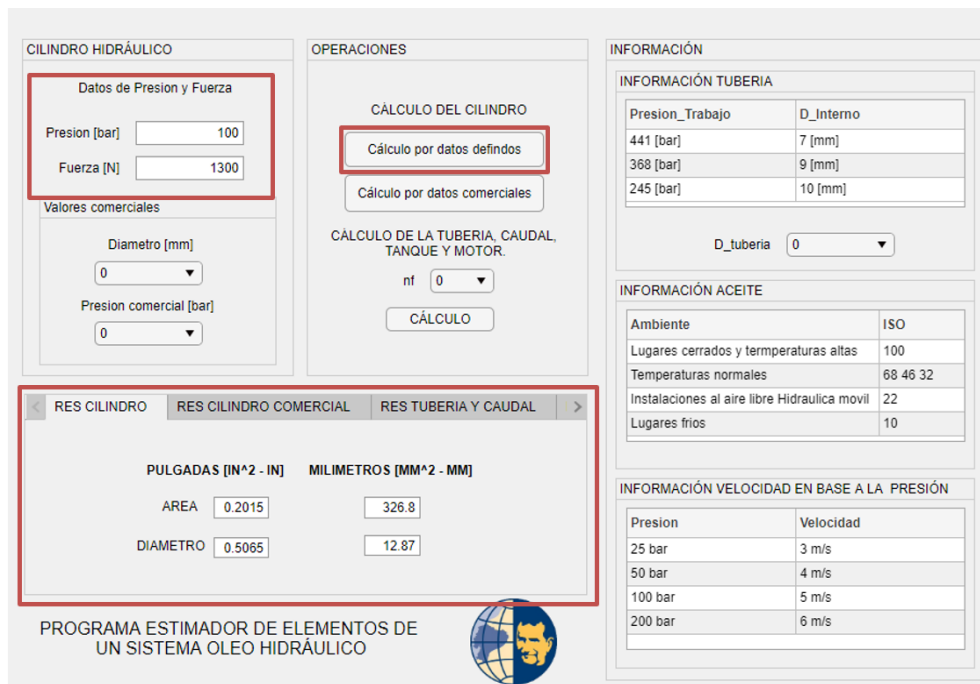 CILINDRO HIDRÁULICO
Datos de Presion y Fuerza
Presion [bar] 100
Fuerza [N] 1300
Valores comerciales
Diametro [mm]
0
Presion comercial [bar]
0
OPERACIONES
CÁLCULO DEL CILINDRO
Cálculo por datos defindos
Cálculo por datos comerciales
CÁLCULO DE LA TUBERIA, CAUDAL,
TANQUE Y MOTOR.
nf 0
CÁLCULO
INFORMACIÓN
INFORMACIÓN TUBERIA
Presion_Trabajo D_Interno
441 [bar] 7 [mm]
368 [bar] 9 [mm]
245 [bar] 10 [mm]
D_tuberia 0
INFORMACIÓN ACEITE
Ambiente ISO
Lugares cerrados y termperaturas altas 100
Temperaturas normales 68 46 32
Instalaciones al aire libre Hidraulica movil 22
Lugares frios 10
INFORMACIÓN VELOCIDAD EN BASE A LA PRESIÓN
Presion Velocidad
25 bar 3 m/s
50 bar 4 m/s
100 bar 5 m/s
200 bar 6 m/s
RES CILINDRO RES CILINDRO COMERCIAL RES TUBERIA Y CAUDAL
PULGADAS [IN^2 - IN] MILIMETROS [MM^2 - MM]
AREA 0.2015 326.8
DIAMETRO 0.5065 12.87
PROGRAMA ESTIMADOR DE ELEMENTOS DE
UN SISTEMA OLEO HIDRÁULICO